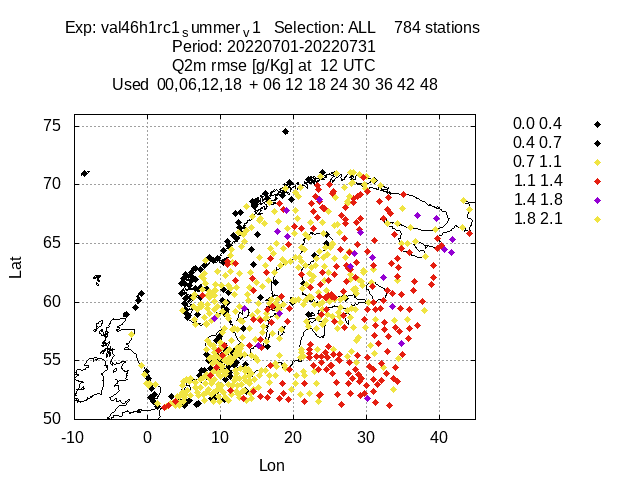 Exp: val46h1rc1summerv1 Selection: ALL 784 stations
Period: 20220701-20220731
Q2m rmse [g/Kg] at 12 UTC
Used 00,06,12,18 + 06 12 18 24 30 36 42 48
0.0 0.4
0.4 0.7
0.7 1.1
1.1 1.4
1.4 1.8
1.8 2.1
75
70
65
60
55
50
Lat
-10 0 10 20 30 40
Lon